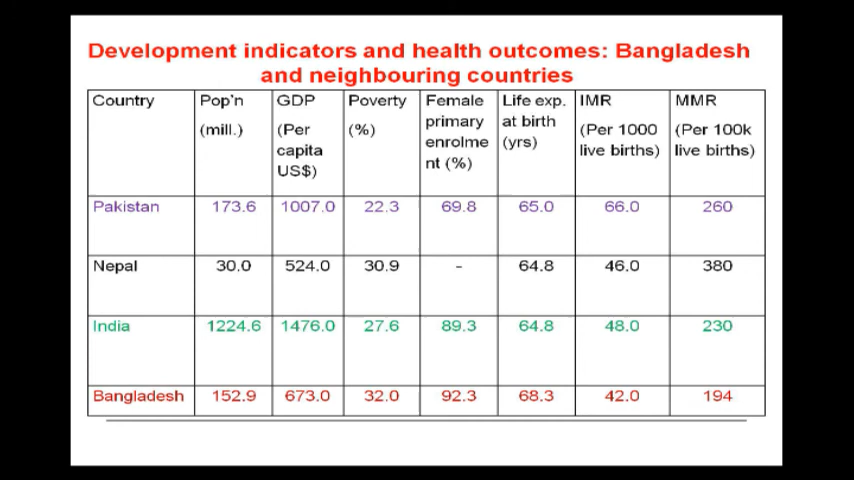 Development indicators and health outcomes: Bangladesh
and neighbouring countries
Country Pop'n (mill.) GDP (Per capita US$) Poverty (%) Female primary enrolme nt (%) Life exp. at birth (yrs) IMR (Per 1000 live births) MMR (Per 100k live births)
Pakistan 173.6 1007.0 22.3 69.8 65.0 66.0 260
Nepal 30.0 524.0 30.9 - 64.8 46.0 380
India 1224.6 1476.0 27.6 89.3 64.8 48.0 230
Bangladesh 152.9 673.0 32.0 92.3 68.3 42.0 194